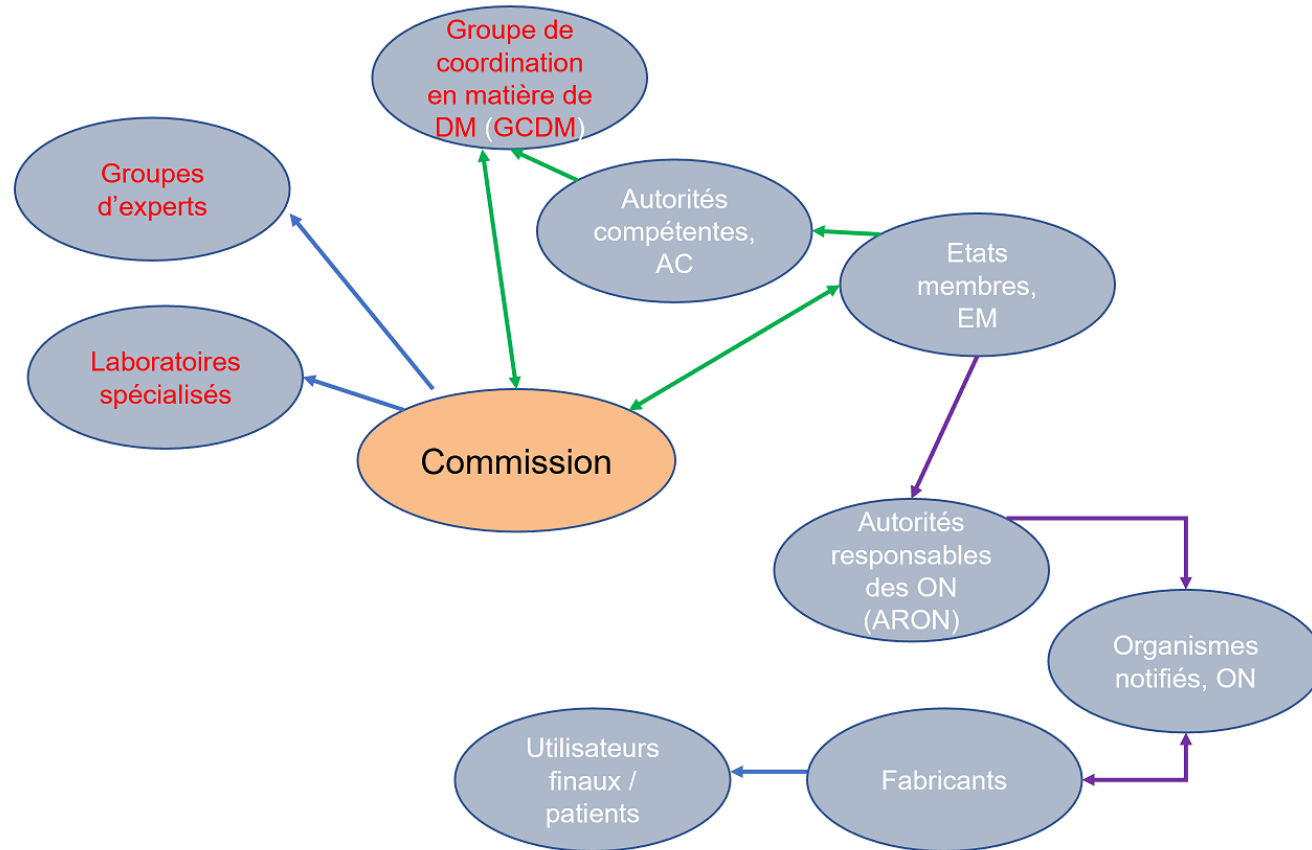 Groupe de
coordination
en matière de
DM (GCDM)
Groupes
d’experts
Autorités
compétentes,
AC
Etats
membres,
EM
Laboratoires
spécialisés
Commission
Autorités
responsables
des ON
(ARON)
Organismes
notifiés, ON
Utilisateurs
finaux /
patients
Fabricants